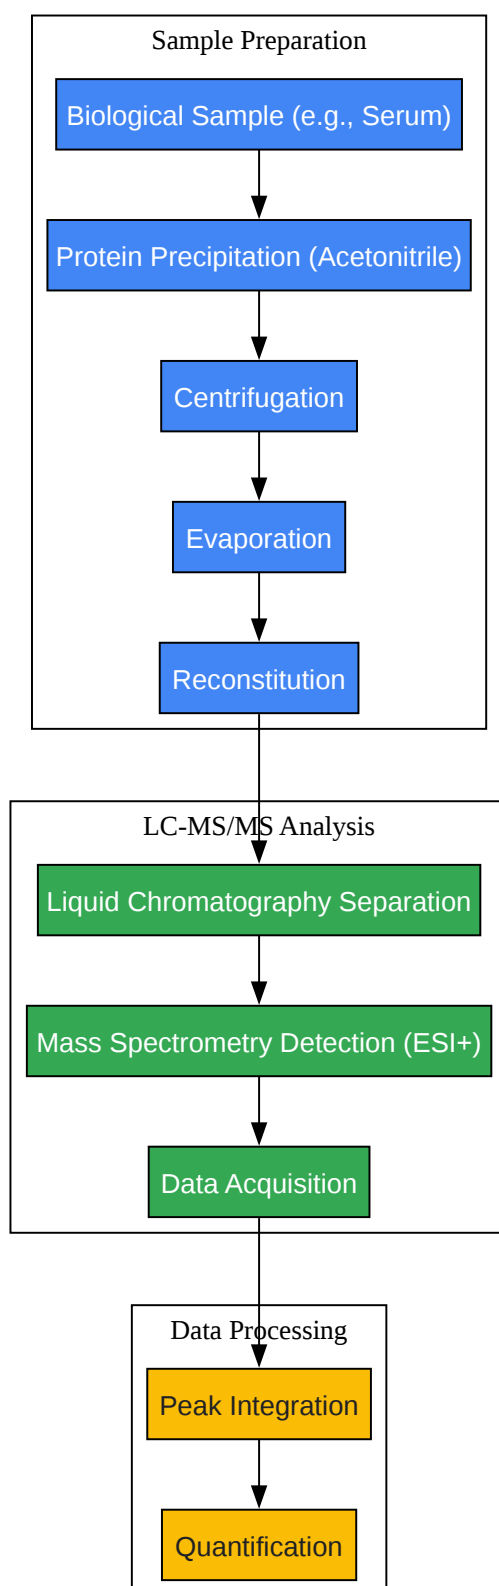 Sample Preparation
Biological Sample (e.g., Serum)
Protein Precipitation (Acetonitrile)
Centrifugation
Evaporation
Reconstitution
LC-MS/MS Analysis
Liquid Chromatography Separation
Mass Spectrometry Detection (ESI+)
Data Acquisition
Data Processing
Peak Integration
Quantification